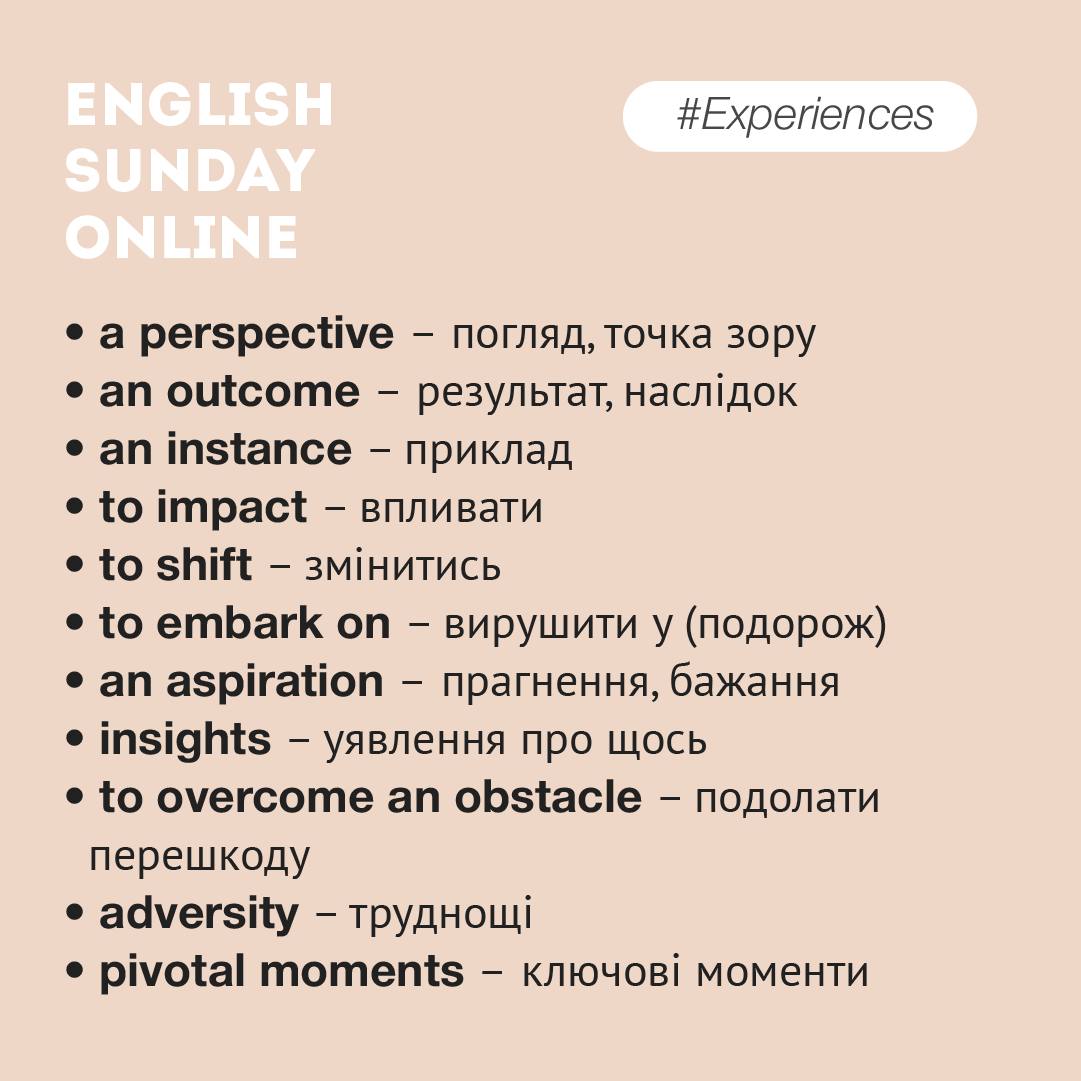 ENGLISH
SUNDAY
ONLINE
#Experiences
• a perspective – погляд, точка зору
• an outcome – результат, наслідок
• an instance – приклад
• to impact – впливати
• to shift – змінитись
• to embark on – вирушити у (подорож)
• an aspiration – прагнення, бажання
• insights – уявлення про щось
• to overcome an obstacle – подолати
перешкоду
• adversity – труднощі
• pivotal moments – ключові моменти